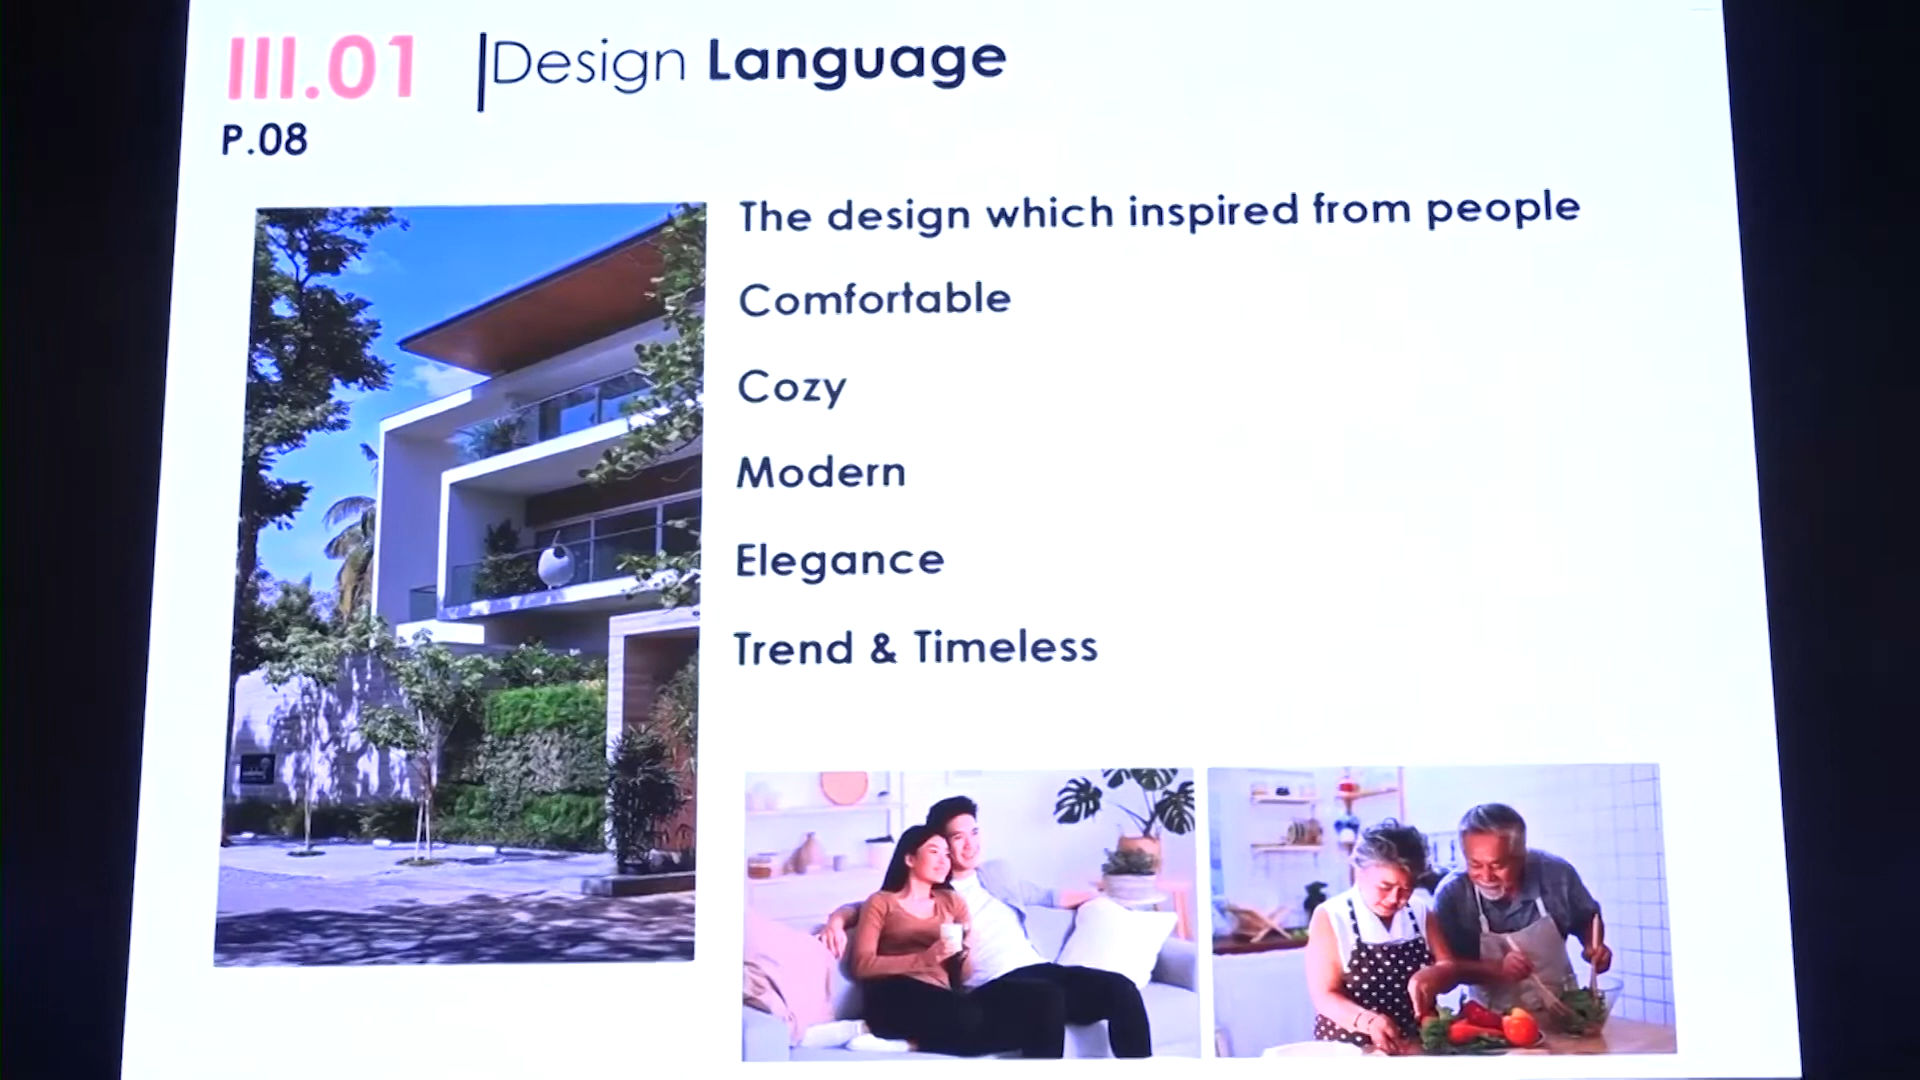 III.01
|Design Language
P.08
The design which inspired from people
Comfortable
Cozy
Modern
Elegance
Trend & Timeless